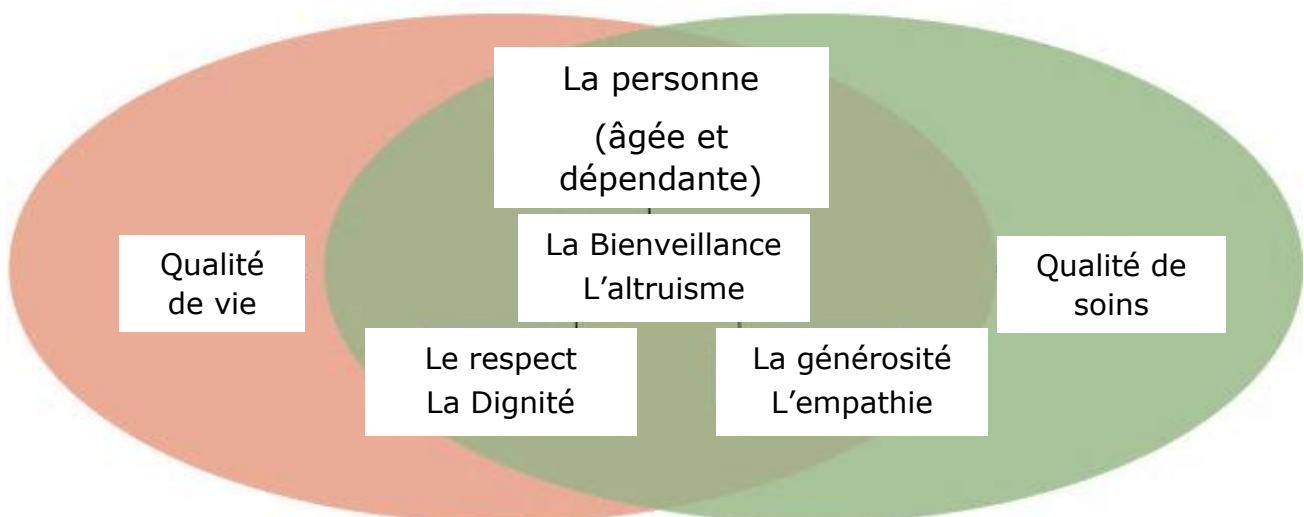 La personne
(âgée et
dépendante)
La Bienveillance
L’altruisme
Qualité
de vie
Qualité de
soins
Le respect
La Dignité
La générosité
L’empathie